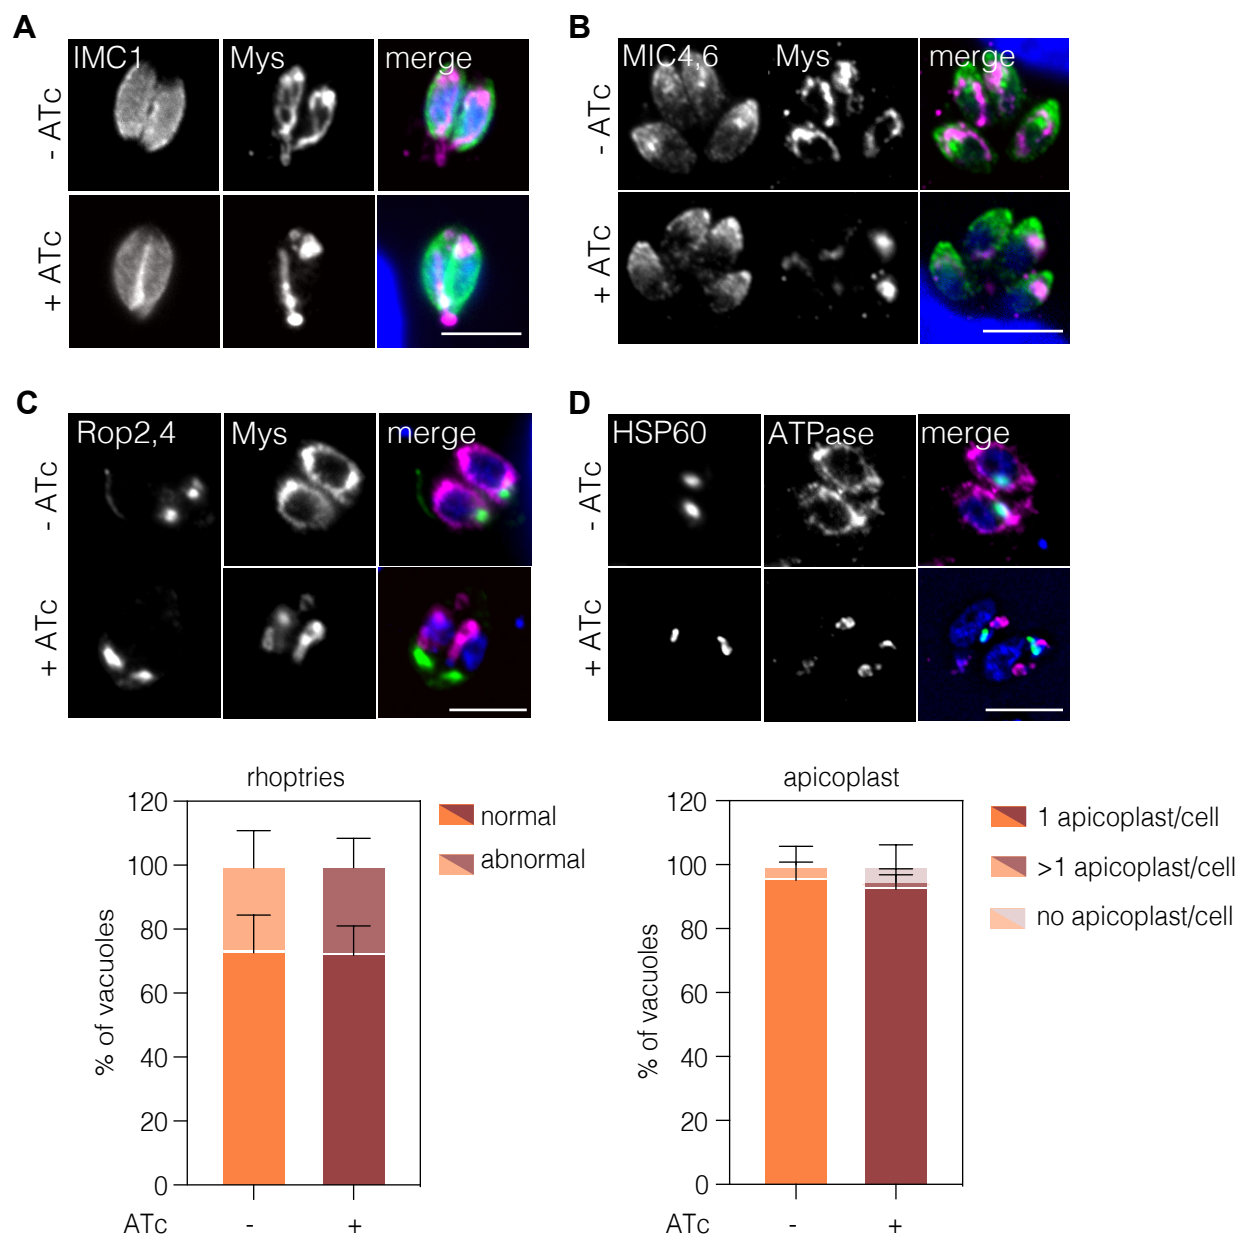 A
IMC1 Mys merge
- ATc
+ ATc
B
MIC4,6 Mys merge
- ATc
+ ATc
C
Rop2,4 Mys merge
- ATc
+ ATc
D
HSP60 ATPase merge
- ATc
+ ATc
rhoptries
120
100
80
60
40
20
0
% of vacuoles
ATc - +
normal
abnormal
apicoplast
120
100
80
60
40
20
0
% of vacuoles
ATc - +
1 apicoplast/cell
>1 apicoplast/cell
no apicoplast/cell